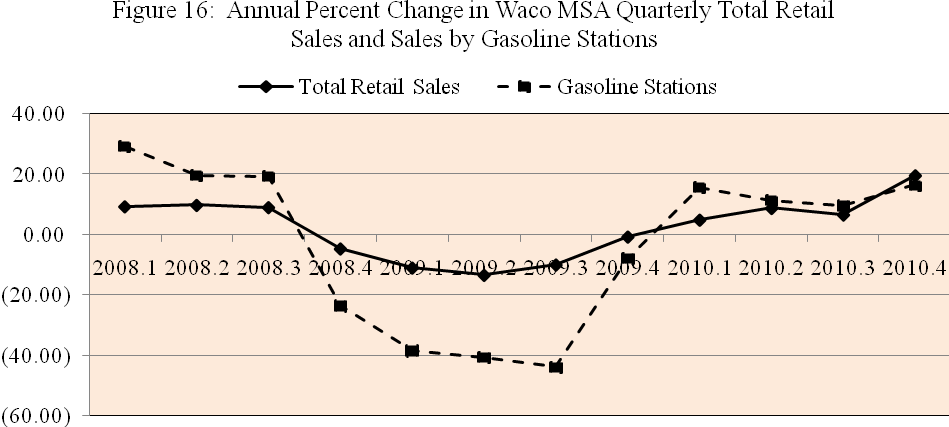 Figure 16: Annual Percent Change in Waco MSA Quarterly Total Retail
Sales and Sales by Gasoline Stations
Total Retail Sales Gasoline Stations
40.00
20.00
0.00
2008.1 2008.2 2008.3 2008.4 2009.1 2009.2 2009.3 2009.4 2010.1 2010.2 2010.3 2010.4
(20.00)
(40.00)
(60.00)